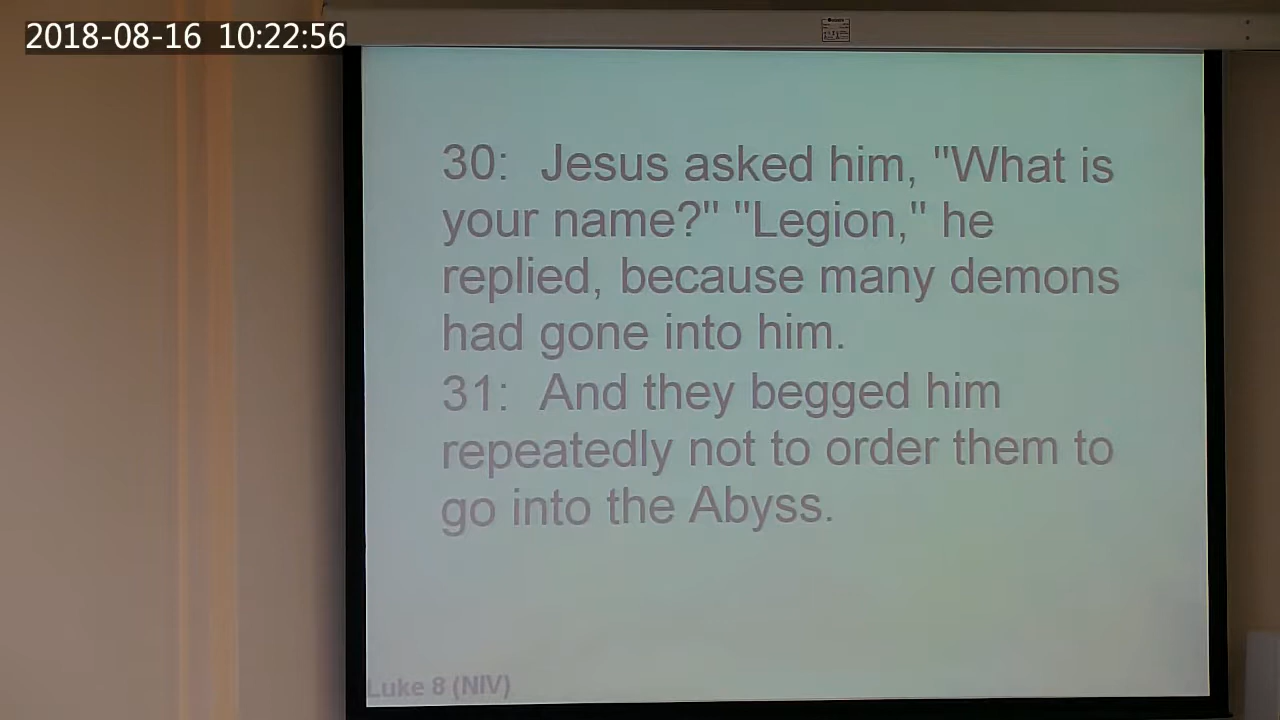 2018-08-16 10:22:56
30: Jesus asked him, "What is
your name?" "Legion," he
replied, because many demons
had gone into him.
31: And they begged him
repeatedly not to order them to
go into the Abyss.
Luke 8 (NIV)